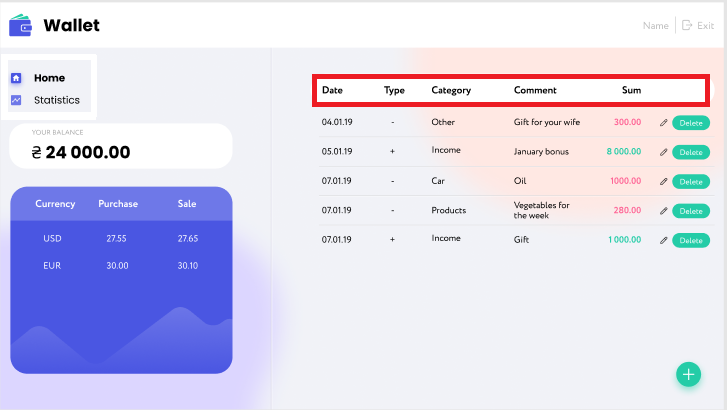 Wallet
Name
Exit
Home
Statistics
YOUR BALANCE
₴ 24 000.00
Currency Purchase Sale
USD 27.55 27.65
EUR 30.00 30.10
Date Type Category Comment Sum
04.01.19 - Other Gift for your wife 300.00 Delete
05.01.19 + Income January bonus 8 000.00 Delete
07.01.19 - Car Oil 1000.00 Delete
07.01.19 - Products Vegetables for
the week 280.00 Delete
07.01.19 + Income Gift 1 000.00 Delete